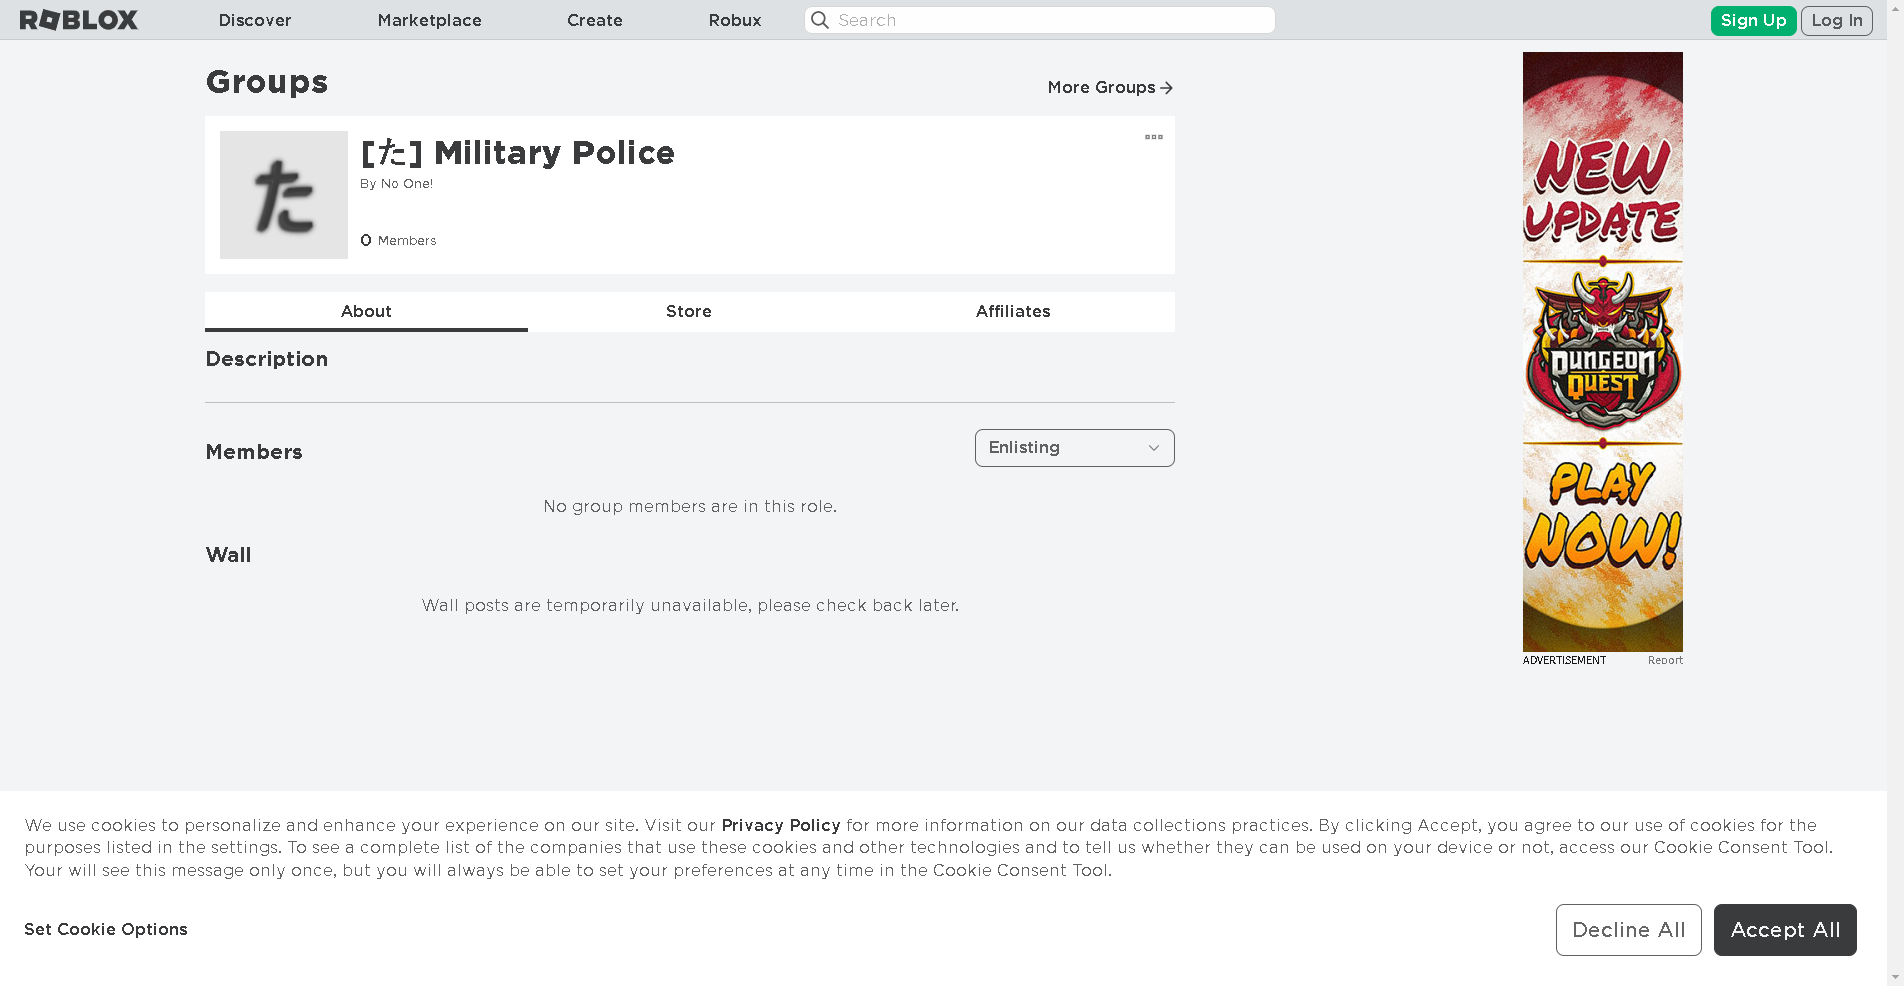 ROBLOX
Discover
Marketplace
Create
Robux
Search
Sign Up
Log In
Groups
More Groups
た
[た] Military Police
By No One!
0 Members
About
Store
Affiliates
Description
Members
Enlisting
No group members are in this role.
Wall
Wall posts are temporarily unavailable, please check back later.
NEW
UPDATE
DUNGEON
QUEST
PLAY
NOW!
ADVERTISEMENT
Report
We use cookies to personalize and enhance your experience on our site. Visit our Privacy Policy for more information on our data collections practices. By clicking Accept, you agree to our use of cookies for the
purposes listed in the settings. To see a complete list of the companies that use these cookies and other technologies and to tell us whether they can be used on your device or not, access our Cookie Consent Tool.
Your will see this message only once, but you will always be able to set your preferences at any time in the Cookie Consent Tool.
Set Cookie Options
Decline All
Accept All